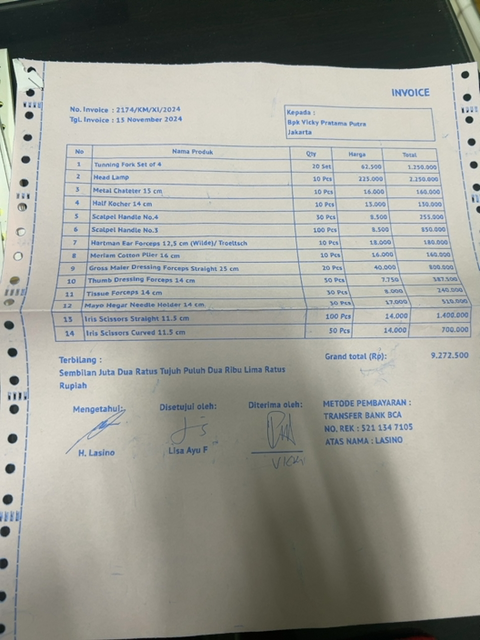 INVOICE
No. Invoice : 2174/KM/XI/2024
Tgl. Invoice : 15 November 2024
Kepada :
Bpk Vicky Pratama Putra
Jakarta
No Nama Produk Qty Harga Total
1 Tunning Fork Set of 4 20 Set 62,500 1.250.000
2 Head Lamp 10 Pcs 225.000 2.250.000
3 Metal Chateter 15 cm 10 Pcs 16.000 160.000
4 Half Kocher 14 cm 10 Pcs 13.000 130.000
5 Scalpel Handle No.4 30 Pcs 8.500 255.000
6 Scalpel Handle No.3 100 Pcs 8.500 850.000
7 Hartman Ear Forceps 12,5 cm (Wilde)/ Troeltsch 10 Pcs 18.000 180.000
8 Meriam Cotton Plier 16 cm 10 Pcs 16.000 160.000
9 Gross Maier Dressing Forceps Straight 25 cm 20 Pcs 40.000 800.000
10 Thumb Dressing Forceps 14 cm 50 Pcs 7.750 387.500
11 Tissue Forceps 14 cm 30 Pcs 8.000 240.000
12 Mayo Hegar Needle Holder 14 cm 30 Pcs 17.000 510.000
13 Iris Scissors Straight 11.5 cm 100 Pcs 14.000 1.400.000
14 Iris Scissors Curved 11.5 cm 50 Pcs 14.000 700.000
Terbilang :
Grand total (Rp): 9.272.500
Sembilan Juta Dua Ratus Tujuh Puluh Dua Ribu Lima Ratus
Rupiah
Mengetahui: Disetujui oleh: Diterima oleh:
H. Lasino Lisa Ayu F VICKY
METODE PEMBAYARAN :
TRANSFER BANK BCA
NO. REK : 521 134 7105
ATAS NAMA : LASINO